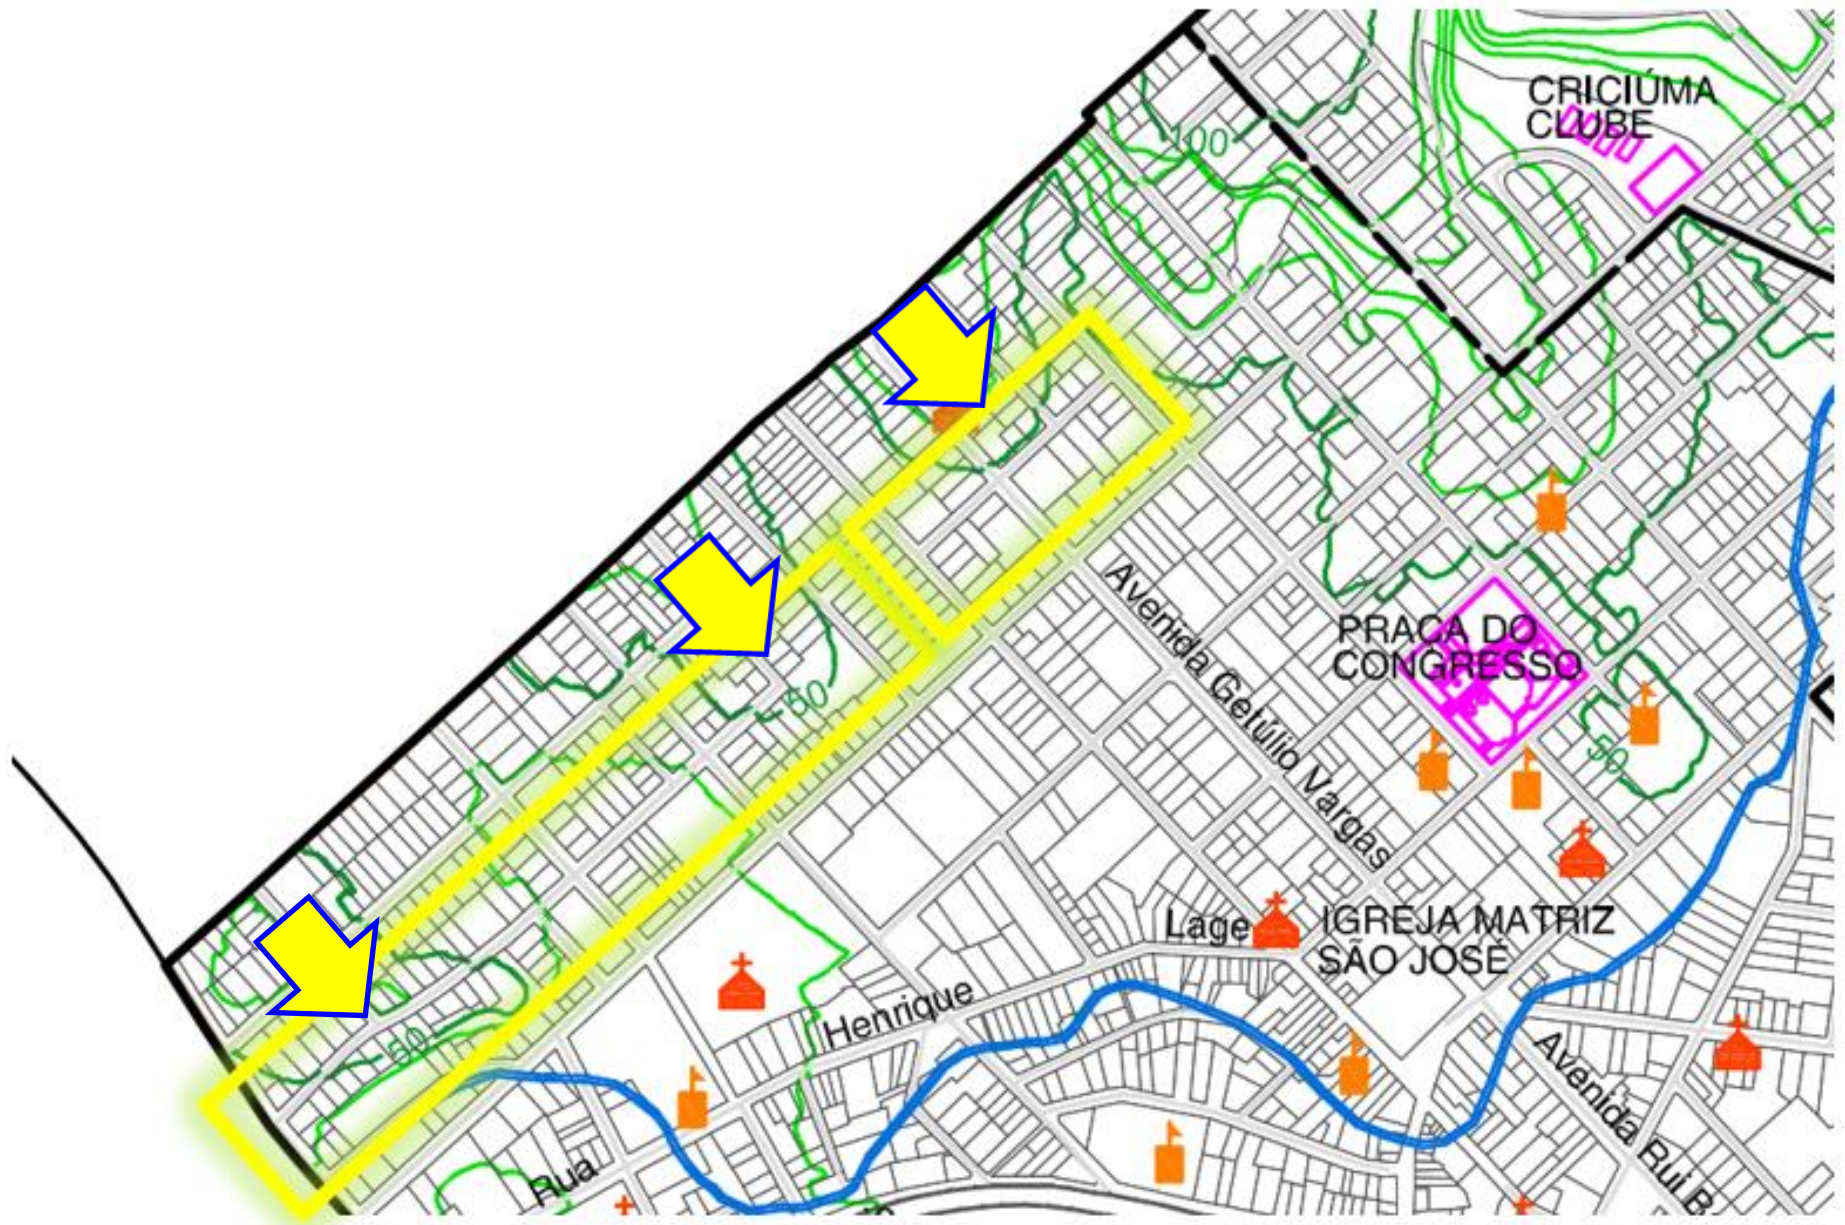 CRICIÚMA
CLUBE
100
PRAÇA DO
CONGRESSO
Avenida Getúlio Vargas
50
50
Lage
IGREJA MATRIZ
SÃO JOSÉ
Henrique
50
Avenida Rui B
Rua